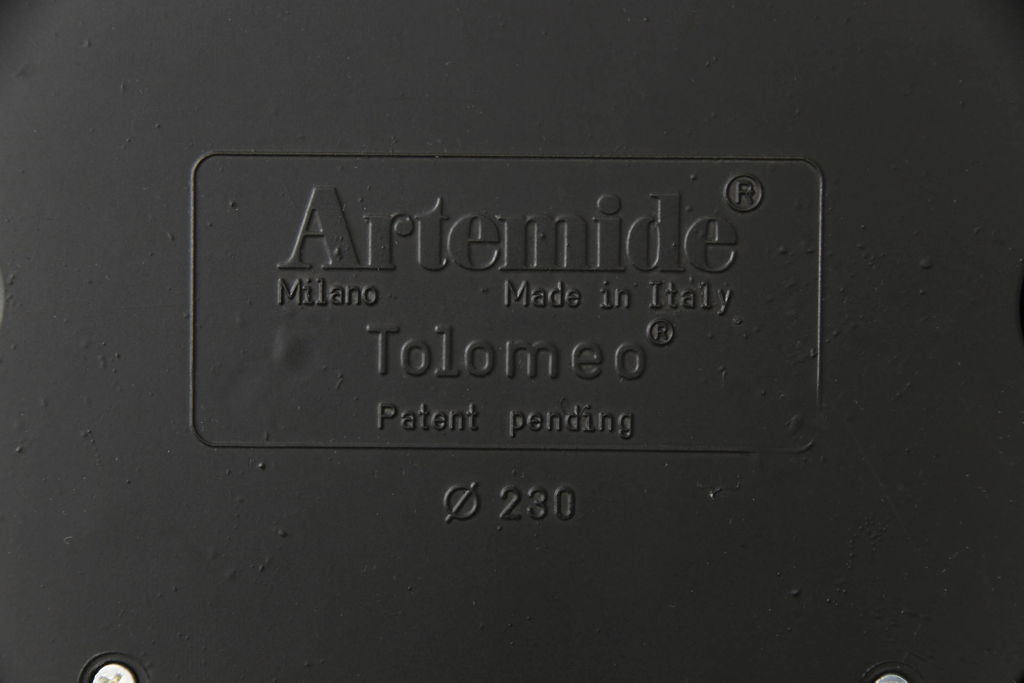 Artemide®
Milano Made in Italy
Tolomeo®
Patent pending
Ø 230